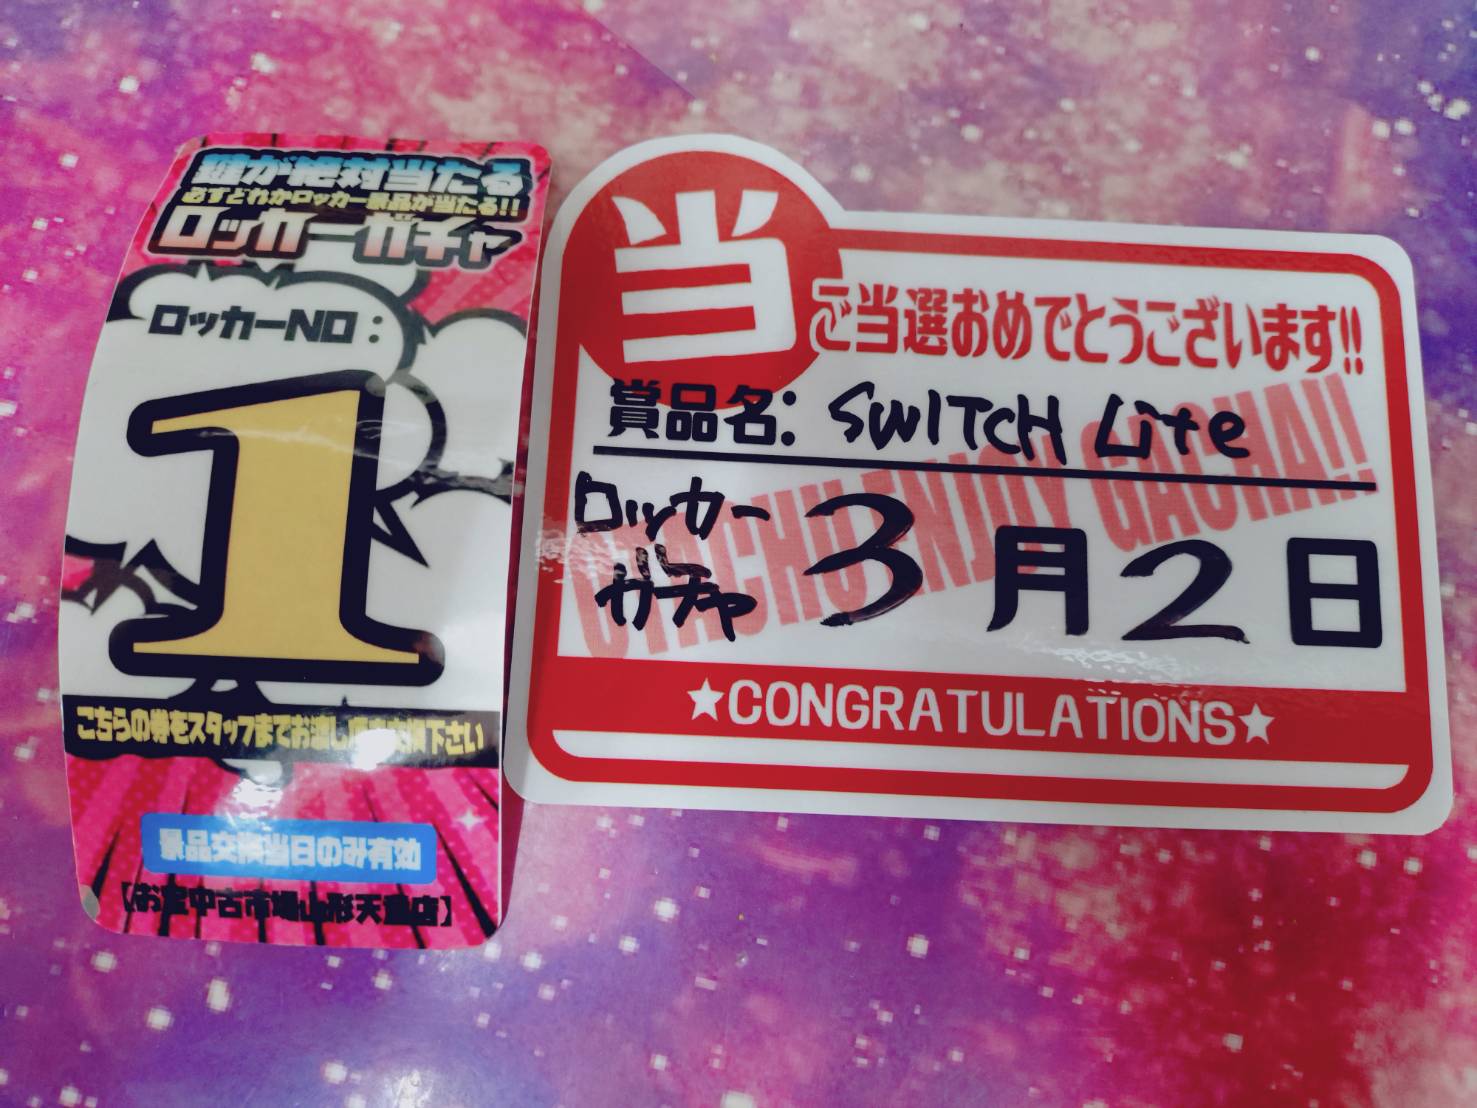 鍵が絶対当たる
必ずどれかロッカー景品が当たる!!
ロッカーガチャ
ロッカーNO：
1
こちらの券をスタッフまでお渡し下さい
景品交換当日のみ有効
【お宝中古市場山形天童店】
当
ご当選おめでとうございます!!
賞品名：SWITCH Lite
OTACHU ENJOY GACHA!!
ロッカー
ガチャ
3月2日
★CONGRATULATIONS★